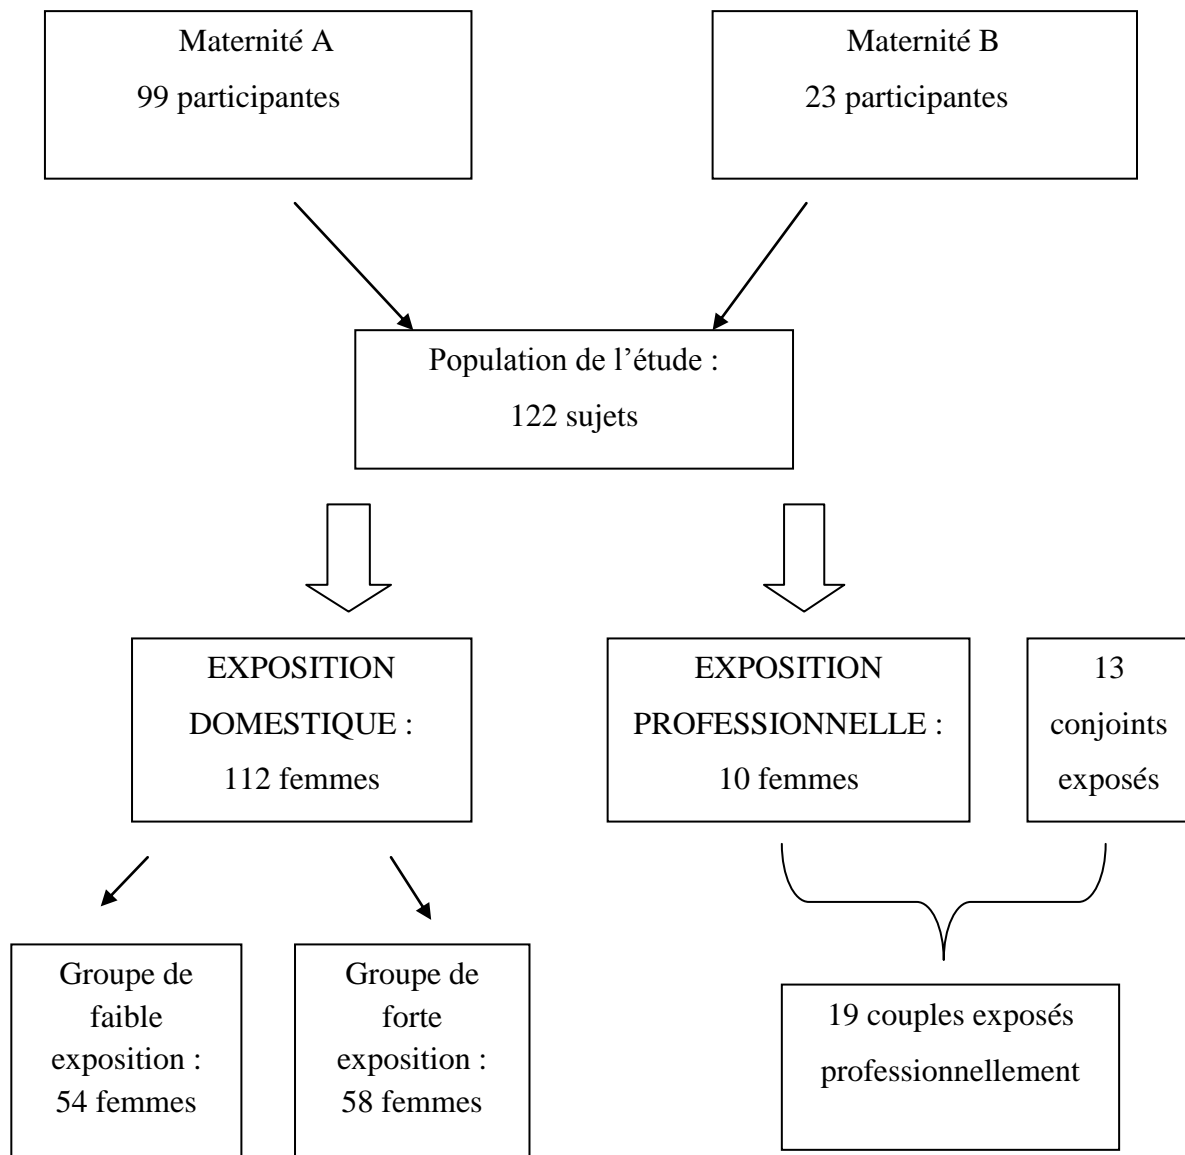 Maternité A
99 participantes
Maternité B
23 participantes
Population de l’étude :
122 sujets
EXPOSITION
DOMESTIQUE :
112 femmes
EXPOSITION
PROFESSIONNELLE :
10 femmes
13
conjoints
exposés
Groupe de
faible
exposition :
54 femmes
Groupe de
forte
exposition :
58 femmes
19 couples exposés
professionnellement